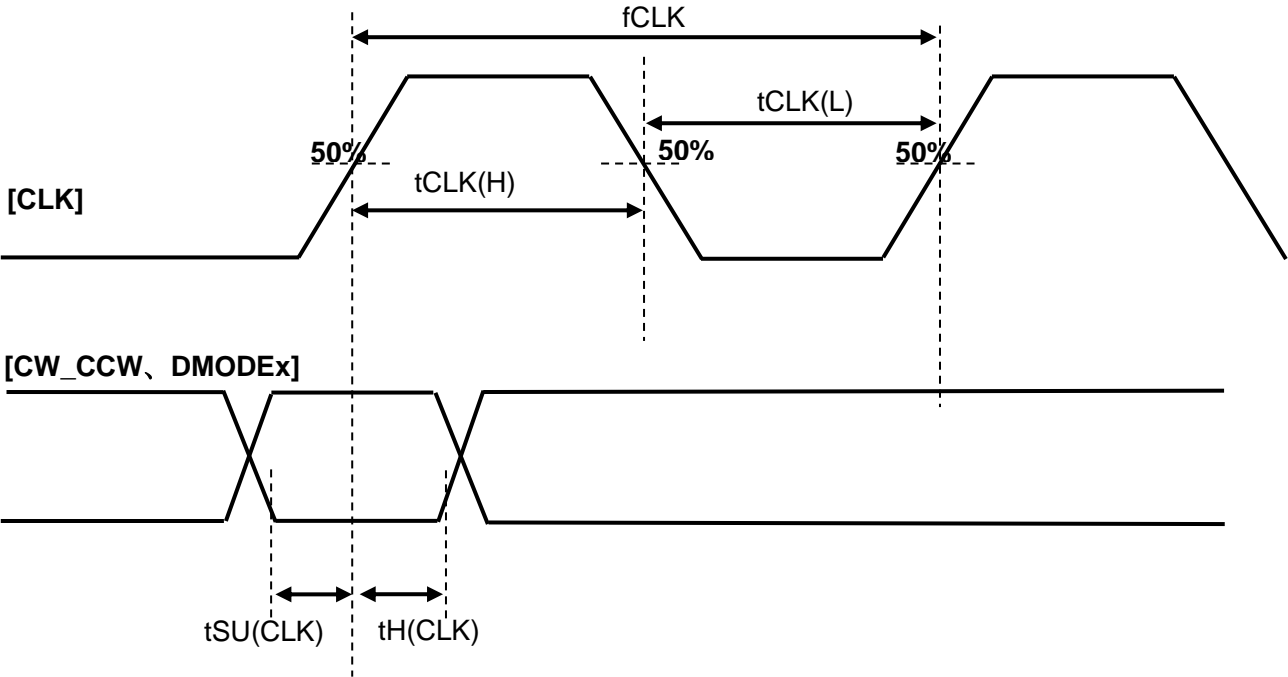 fCLK
tCLK(L)
50%
50%
50%
tCLK(H)
[CLK]
[CW_CCW、DMODEx]
tSU(CLK)
tH(CLK)